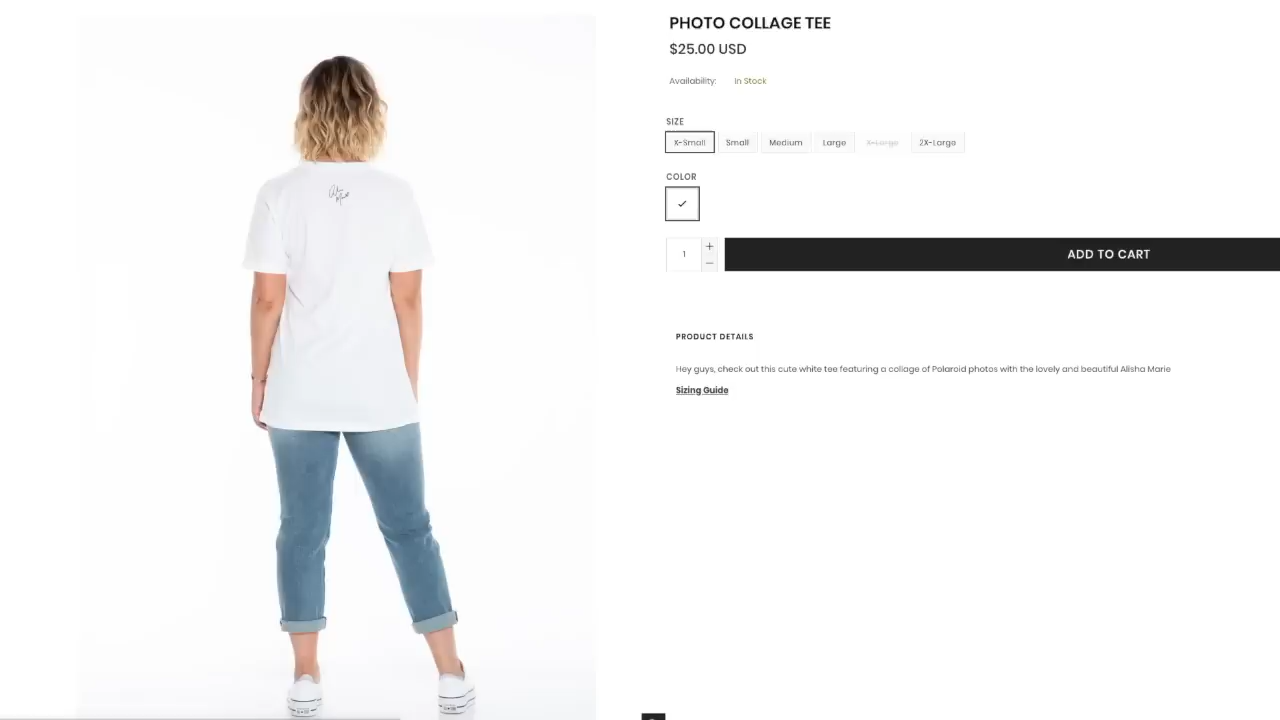 PHOTO COLLAGE TEE
$25.00 USD
Availability: In Stock
SIZE
X-Small Small Medium Large X-Large 2X-Large
COLOR
1 + −
ADD TO CART
PRODUCT DETAILS
Hey guys, check out this cute white tee featuring a collage of Polaroid photos with the lovely and beautiful Alisha Marie
Sizing Guide